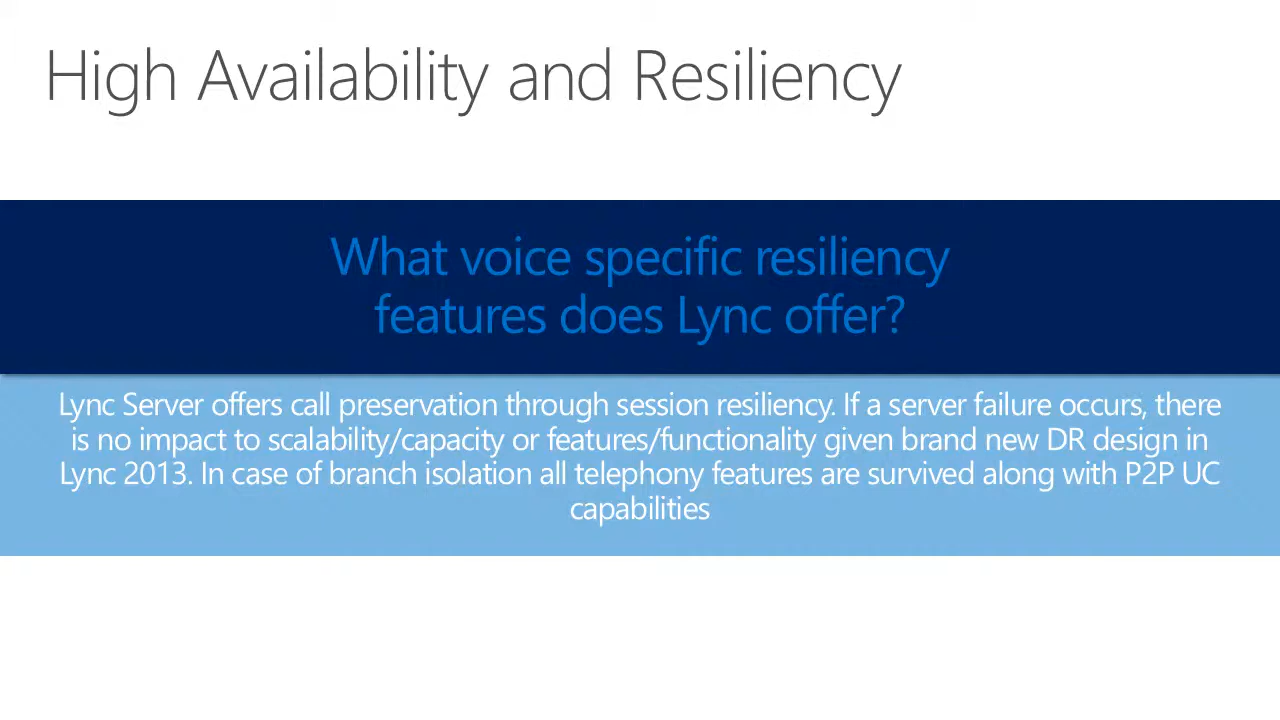 High Availability and Resiliency
What voice specific resiliency
features does Lync offer?
Lync Server offers call preservation through session resiliency. If a server failure occurs, there
is no impact to scalability/capacity or features/functionality given brand new DR design in
Lync 2013. In case of branch isolation all telephony features are survived along with P2P UC
capabilities